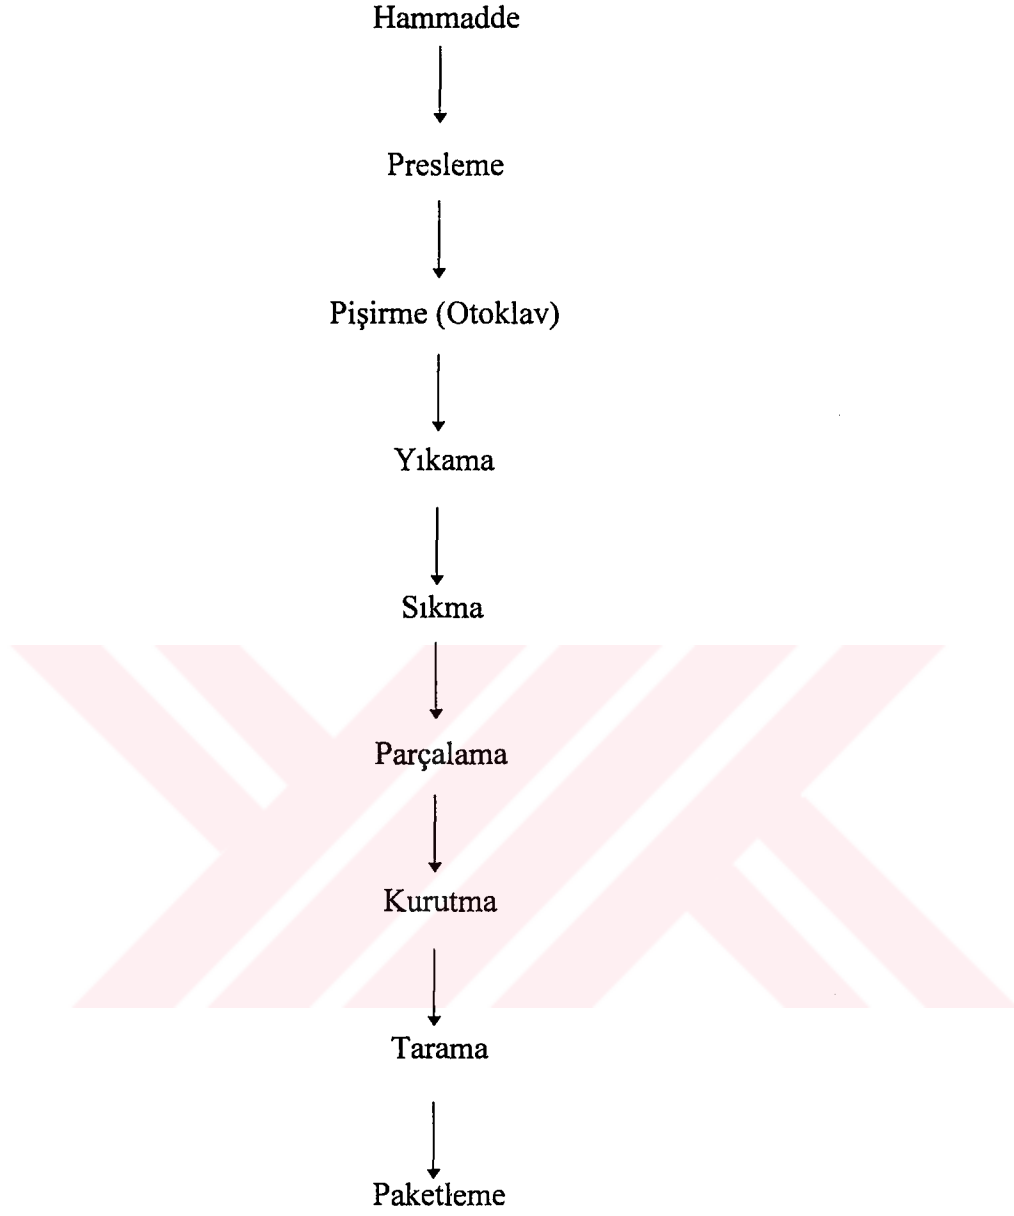 Hammadde
Presleme
Pişirme (Otoklav)
Yıkama
Sıkma
Parçalama
Kurutma
Tarama
Paketleme